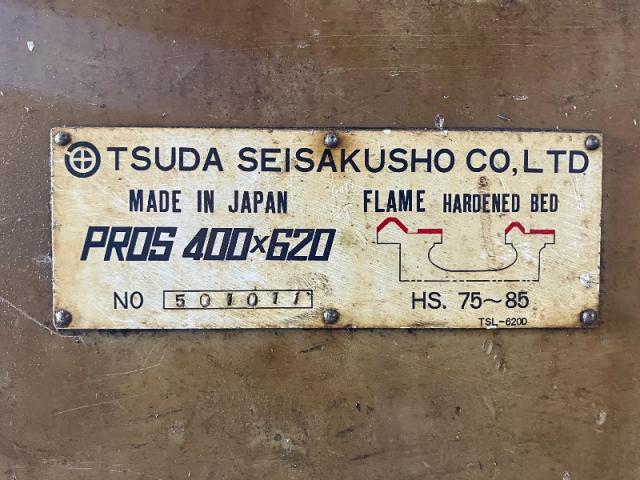 TSUDA SEISAKUSHO CO, LTD
MADE IN JAPAN
PROS 400×620
NO 501011
FLAME HARDENED BED
HS. 75~85
TSL-620D